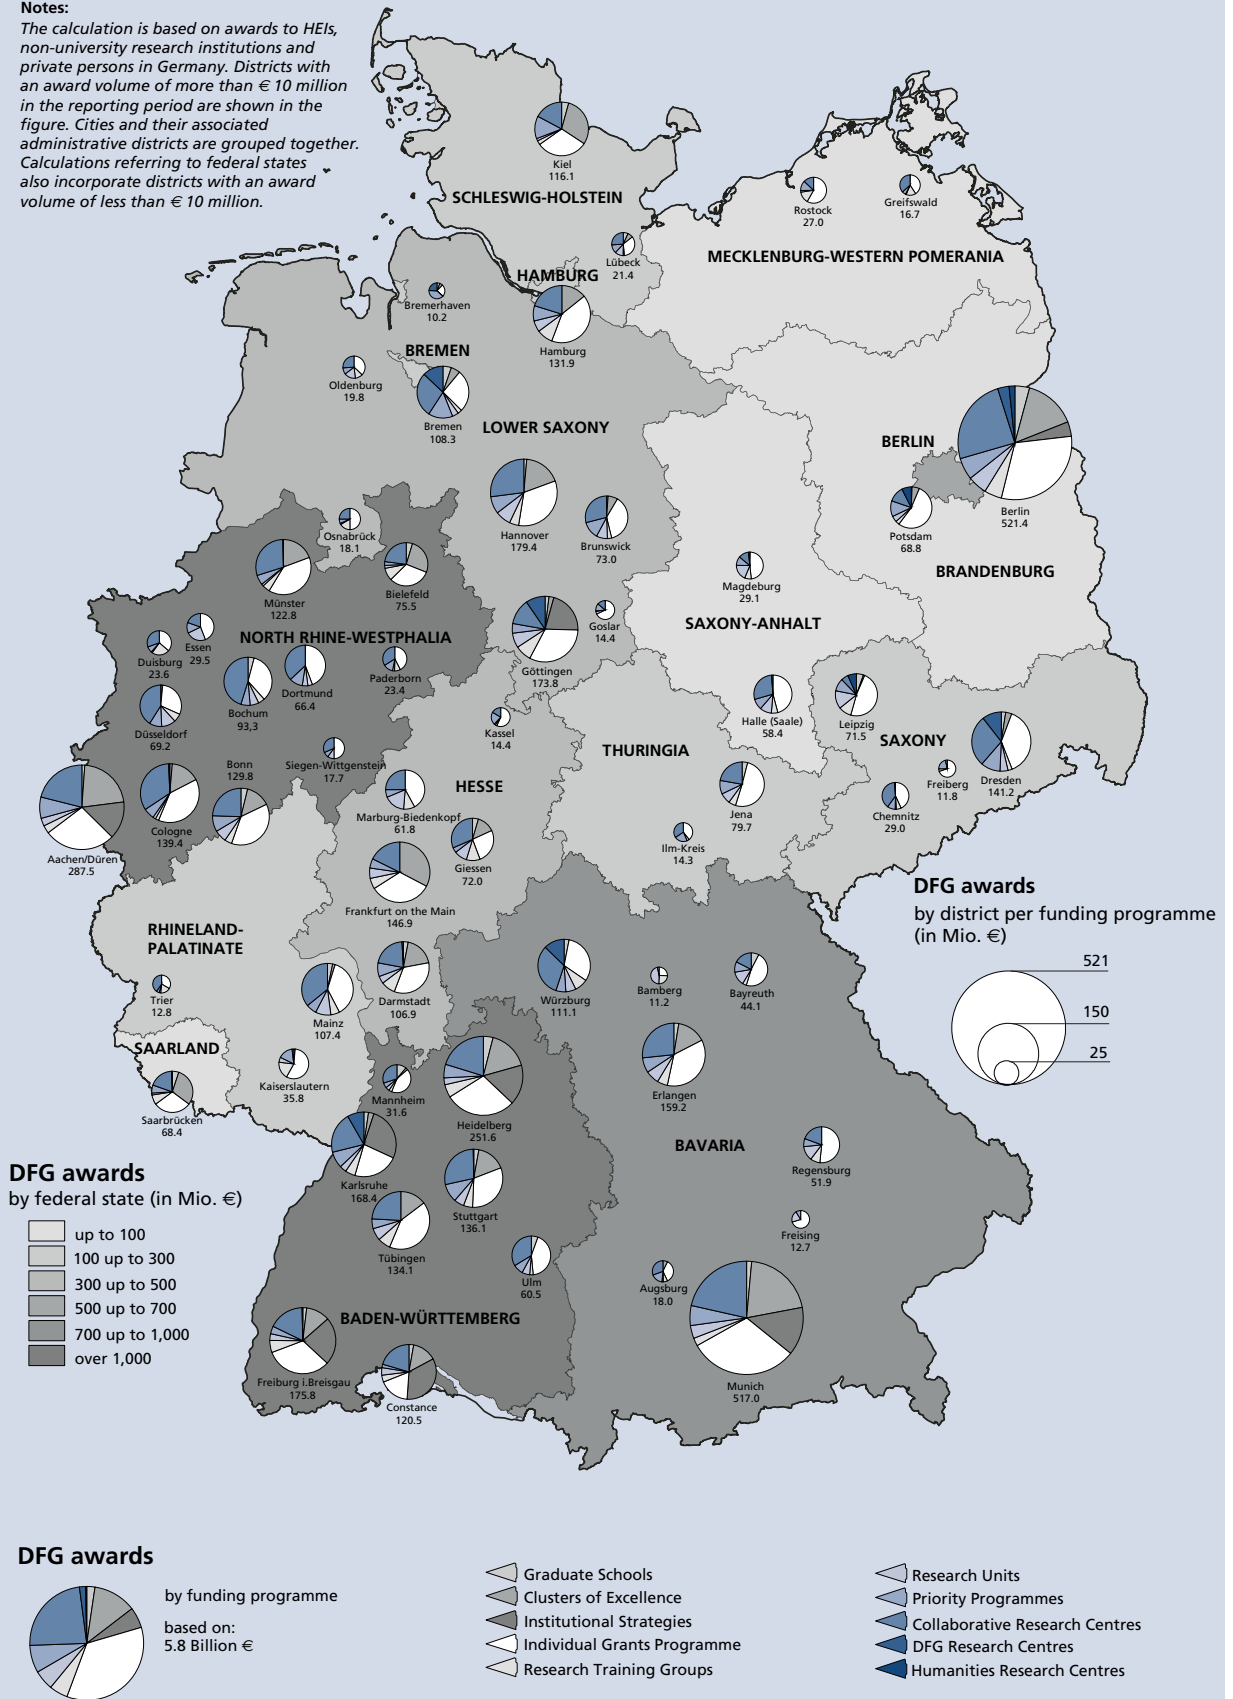 Notes:
The calculation is based on awards to HEIs,
non-university research institutions and
private persons in Germany. Districts with
an award volume of more than € 10 million
in the reporting period are shown in the
figure. Cities and their associated
administrative districts are grouped together.
Calculations referring to federal states
also incorporate districts with an award
volume of less than € 10 million.
Kiel
116.1
SCHLESWIG-HOLSTEIN
Rostock
27.0
Greifswald
16.7
Lübeck
21.4
MECKLENBURG-WESTERN POMERANIA
HAMBURG
Bremerhaven
10.2
Hamburg
131.9
BREMEN
Oldenburg
19.8
Bremen
108.3
LOWER SAXONY
BERLIN
Berlin
521.4
Potsdam
68.8
Hannover
179.4
Brunswick
73.0
Osnabrück
18.1
BRANDENBURG
Magdeburg
29.1
Münster
122.8
Bielefeld
75.5
SAXONY-ANHALT
Goslar
14.4
NORTH RHINE-WESTPHALIA
Essen
29.5
Duisburg
23.6
Göttingen
173.8
Paderborn
23.4
Dortmund
66.4
Bochum
93,3
Düsseldorf
69.2
Halle (Saale)
58.4
Leipzig
71.5
SAXONY
Kassel
14.4
THURINGIA
Siegen-Wittgenstein
17.7
Bonn
129.8
HESSE
Dresden
141.2
Freiberg
11.8
Chemnitz
29.0
Marburg-Biedenkopf
61.8
Jena
79.7
Cologne
139.4
Ilm-Kreis
14.3
Aachen/Düren
287.5
Giessen
72.0
Frankfurt on the Main
146.9
DFG awards
by district per funding programme
(in Mio. €)
521
150
25
RHINELAND-
PALATINATE
Trier
12.8
Mainz
107.4
Darmstadt
106.9
Würzburg
111.1
Bamberg
11.2
Bayreuth
44.1
SAARLAND
Kaiserslautern
35.8
Mannheim
31.6
Erlangen
159.2
Saarbrücken
68.4
Heidelberg
251.6
BAVARIA
Regensburg
51.9
Karlsruhe
168.4
Stuttgart
136.1
Tübingen
134.1
Freising
12.7
Ulm
60.5
Augsburg
18.0
BADEN-WÜRTTEMBERG
Freiburg i.Breisgau
175.8
Munich
517.0
Constance
120.5
DFG awards
by federal state (in Mio. €)
up to 100
100 up to 300
300 up to 500
500 up to 700
700 up to 1,000
over 1,000
DFG awards
by funding programme
based on:
5.8 Billion €
Graduate Schools
Clusters of Excellence
Institutional Strategies
Individual Grants Programme
Research Training Groups
Research Units
Priority Programmes
Collaborative Research Centres
DFG Research Centres
Humanities Research Centres